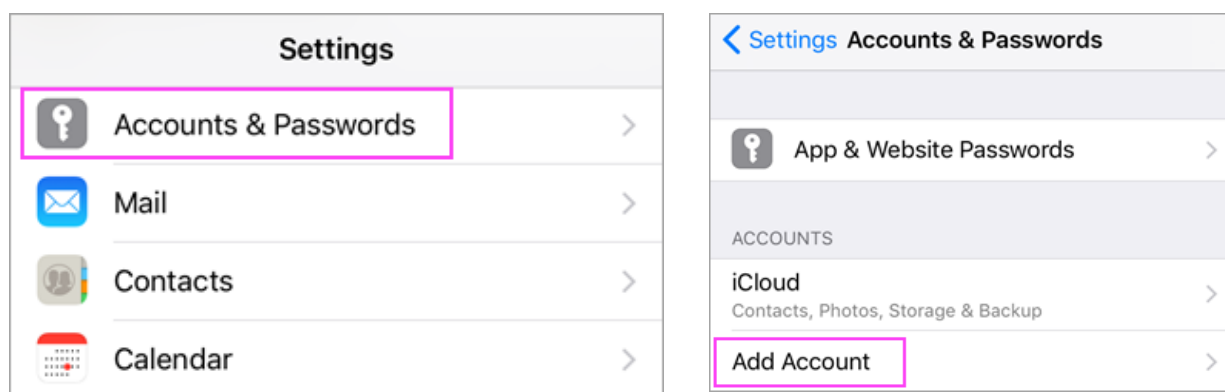 Settings
Accounts & Passwords
Mail
Contacts
Calendar
Settings Accounts & Passwords
App & Website Passwords
ACCOUNTS
iCloud
Contacts, Photos, Storage & Backup
Add Account